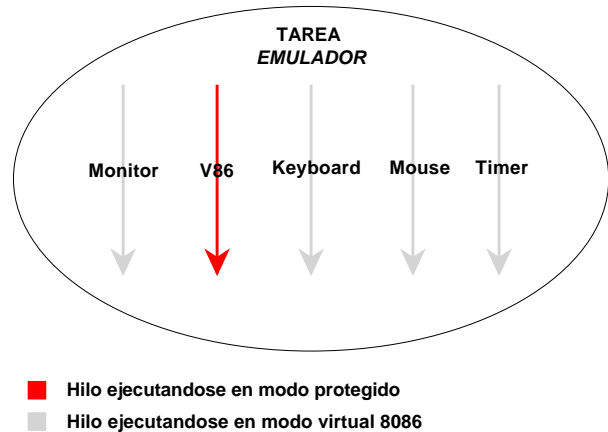 TAREA
EMULADOR
Monitor V86 Keyboard Mouse Timer
Hilo ejecutandose en modo protegido
Hilo ejecutandose en modo virtual 8086